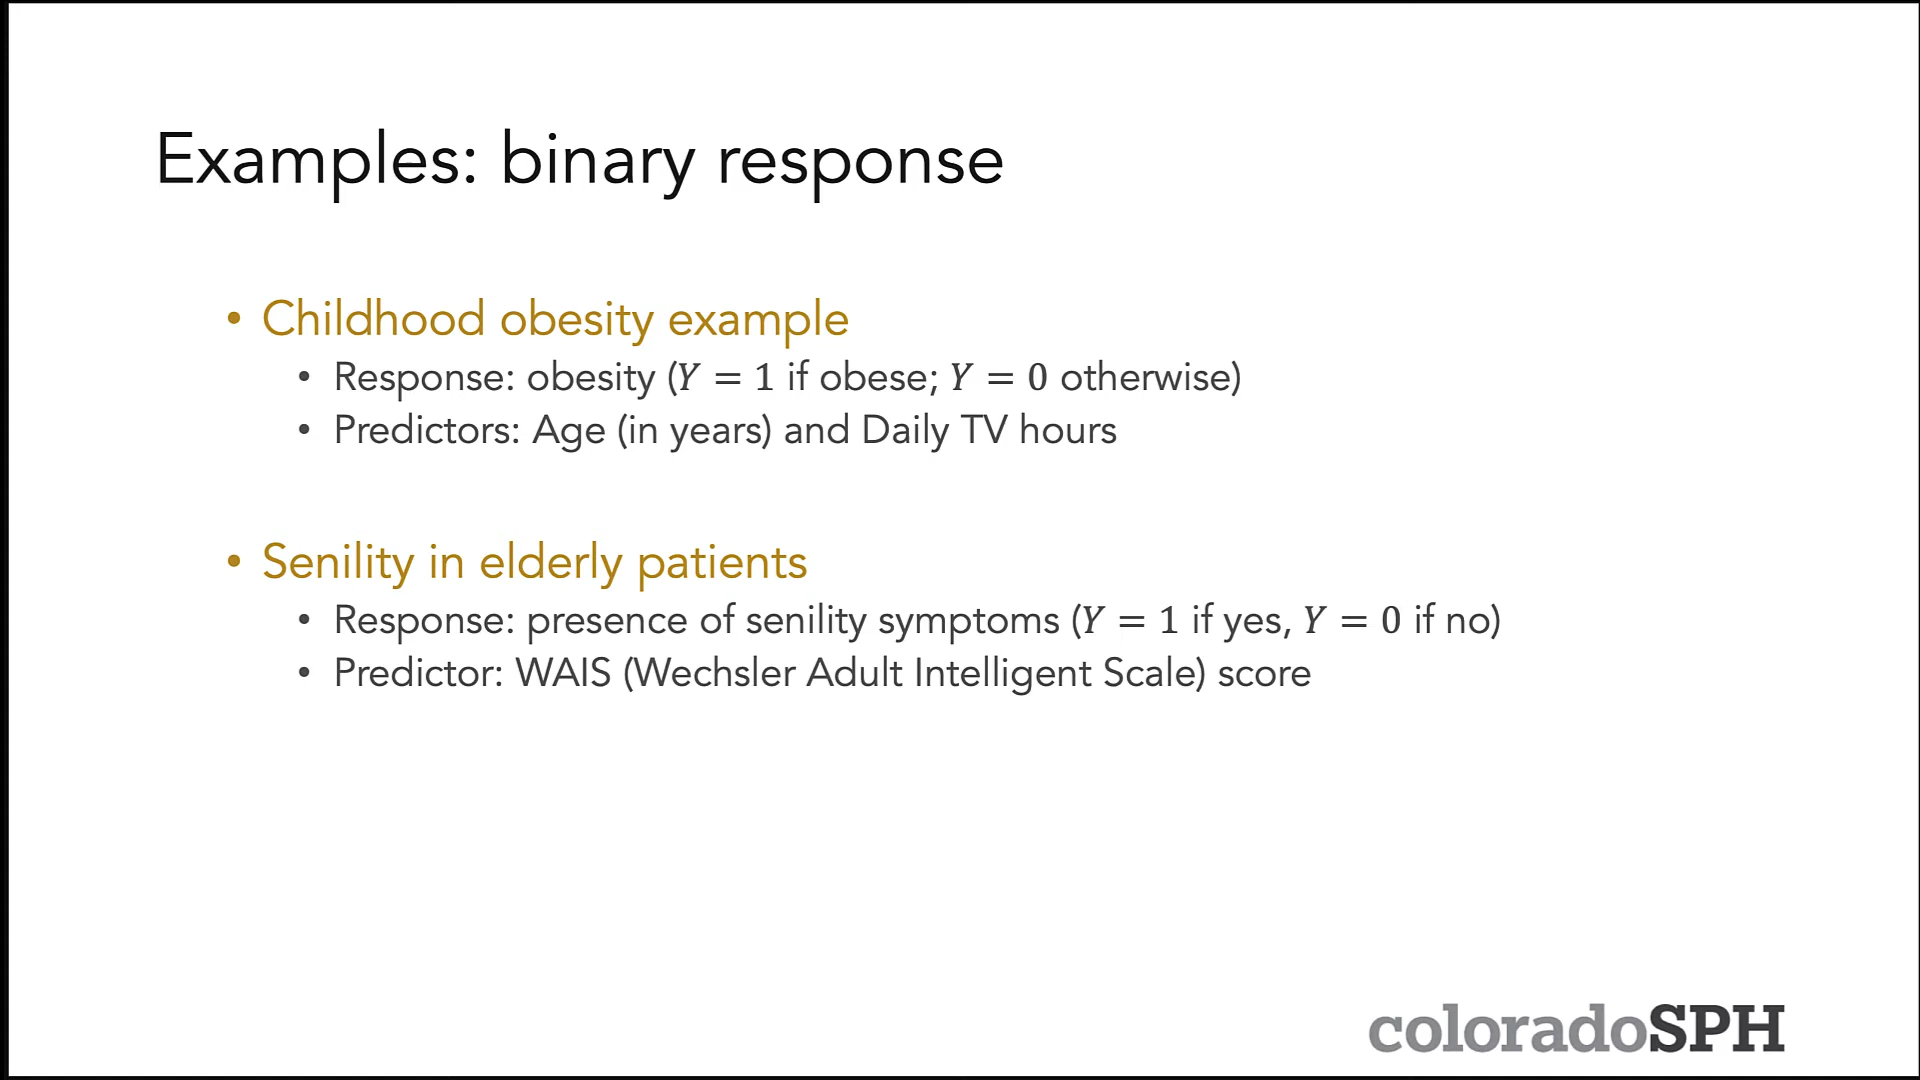 Examples: binary response
• Childhood obesity example
• Response: obesity (Y = 1 if obese; Y = 0 otherwise)
• Predictors: Age (in years) and Daily TV hours
• Senility in elderly patients
• Response: presence of senility symptoms (Y = 1 if yes, Y = 0 if no)
• Predictor: WAIS (Wechsler Adult Intelligent Scale) score
coloradoSPH